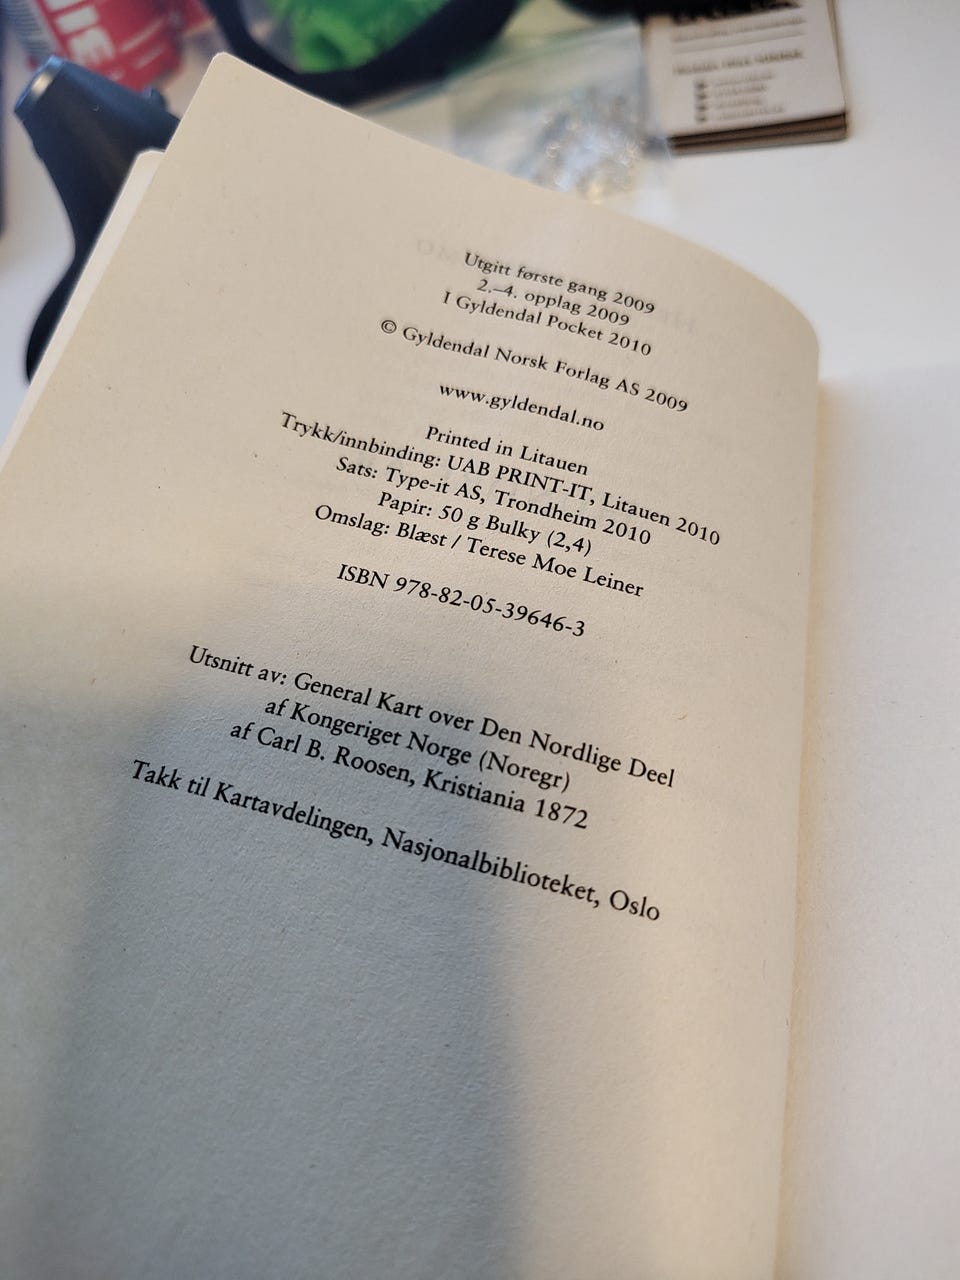 Utgitt første gang 2009
2.–4. opplag 2009
I Gyldendal Pocket 2010
© Gyldendal Norsk Forlag AS 2009
www.gyldendal.no
Printed in Litauen
Trykk/innbinding: UAB PRINT-IT, Litauen 2010
Sats: Type-it AS, Trondheim 2010
Papir: 50 g Bulky (2,4)
Omslag: Blæst / Terese Moe Leiner
ISBN 978-82-05-39646-3
Utsnitt av: General Kart over Den Nordlige Deel
af Kongeriget Norge (Noregr)
af Carl B. Roosen, Kristiania 1872
Takk til Kartavdelingen, Nasjonalbiblioteket, Oslo